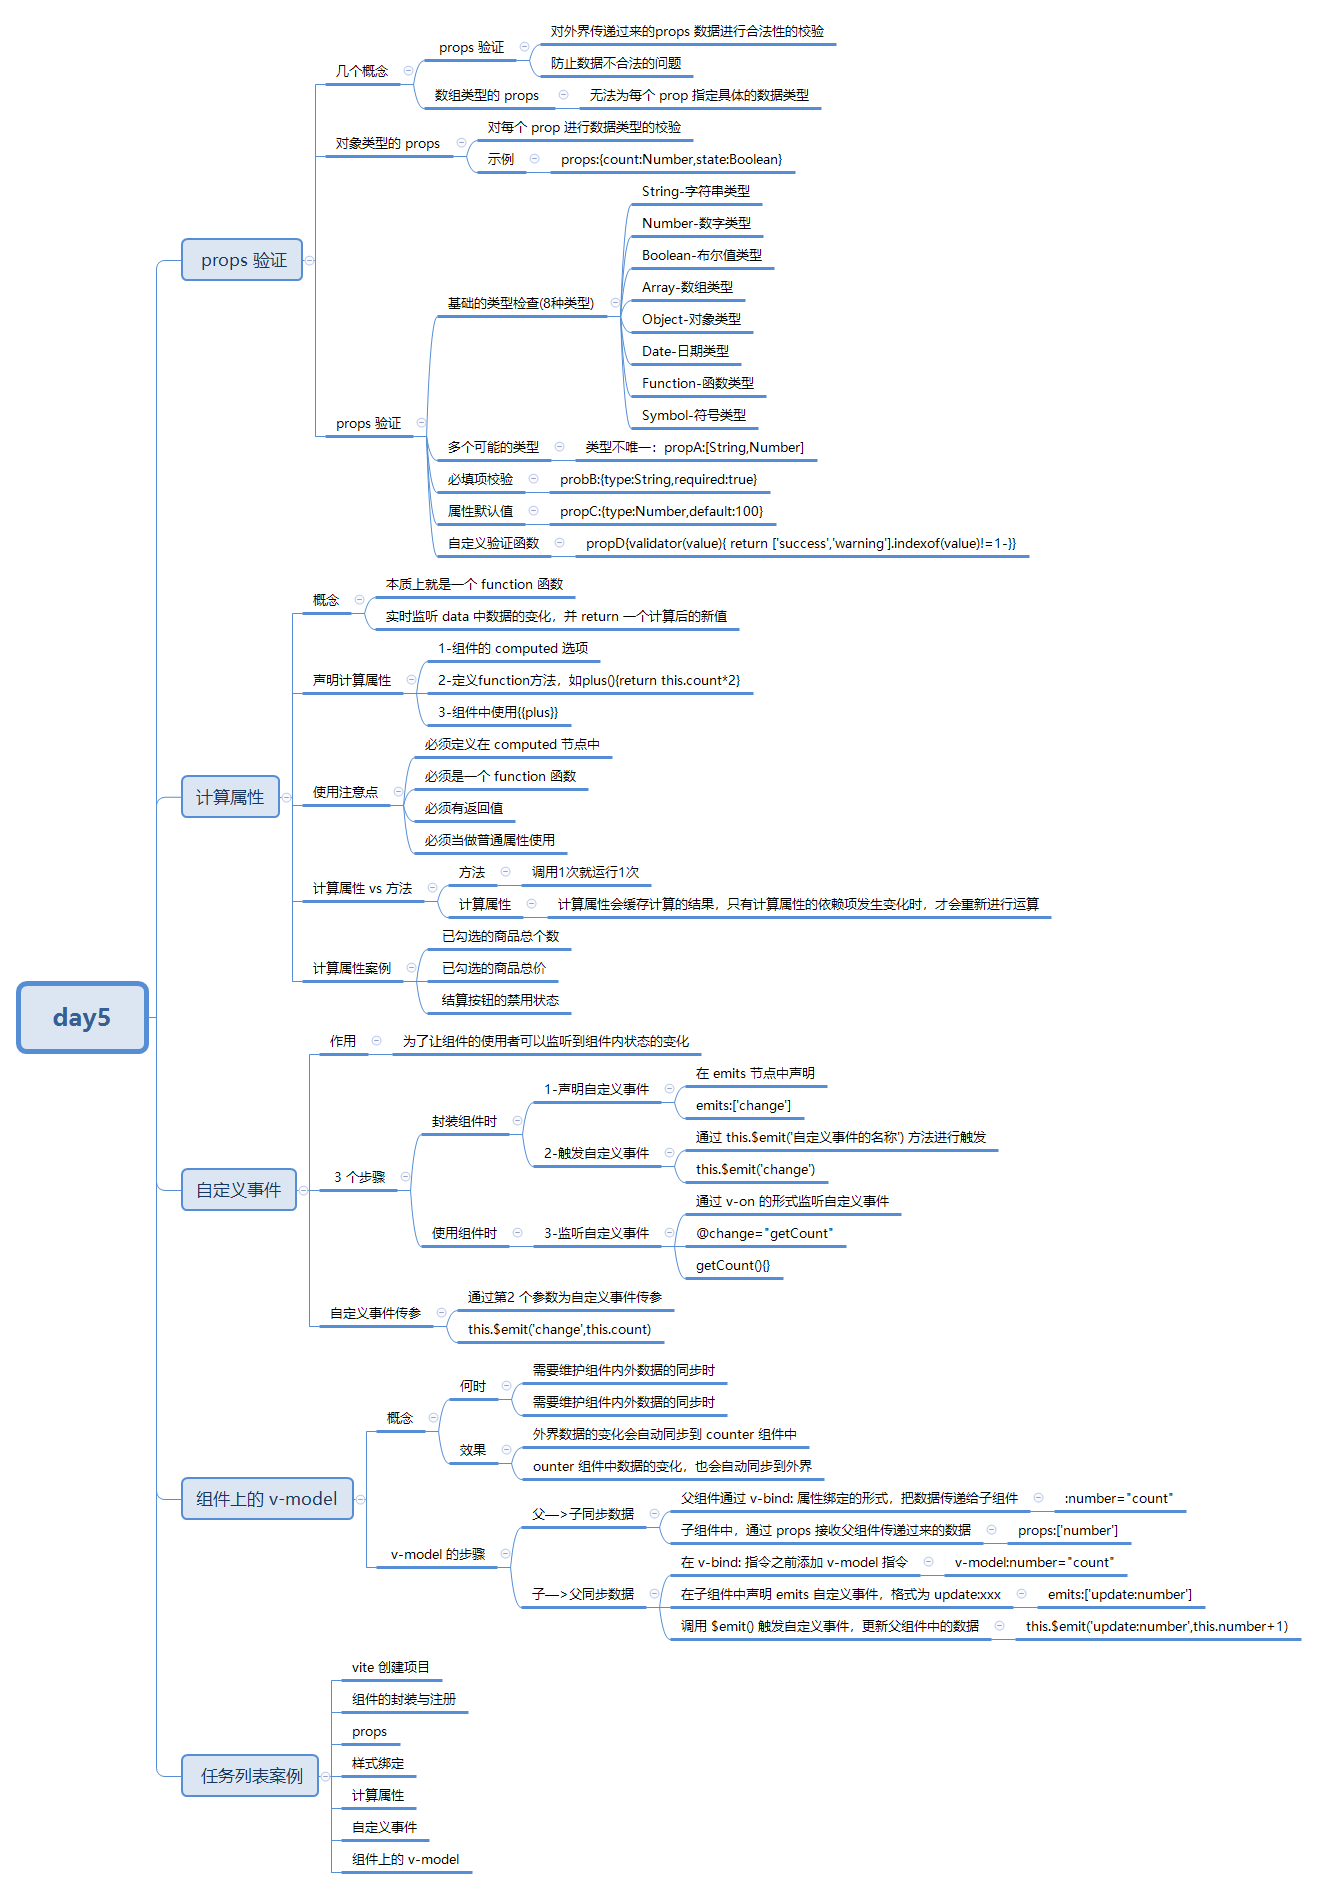 day5
props 验证
几个概念
props 验证
对外界传递过来的props 数据进行合法性的校验
防止数据不合法的问题
数组类型的 props
无法为每个 prop 指定具体的数据类型
对象类型的 props
对每个 prop 进行数据类型的校验
示例
props:{count:Number,state:Boolean}
props 验证
基础的类型检查(8种类型)
String-字符串类型
Number-数字类型
Boolean-布尔值类型
Array-数组类型
Object-对象类型
Date-日期类型
Function-函数类型
Symbol-符号类型
多个可能的类型
类型不唯一：propA:[String,Number]
必填项校验
probB:{type:String,required:true}
属性默认值
propC:{type:Number,default:100}
自定义验证函数
propD{validator(value){ return ['success','warning'].indexof(value)!=1-}}
计算属性
概念
本质上就是一个 function 函数
实时监听 data 中数据的变化，并 return 一个计算后的新值
声明计算属性
1-组件的 computed 选项
2-定义function方法，如plus(){return this.count*2}
3-组件中使用{{plus}}
使用注意点
必须定义在 computed 节点中
必须是一个 function 函数
必须有返回值
必须当做普通属性使用
计算属性 vs 方法
方法
调用1次就运行1次
计算属性
计算属性会缓存计算的结果，只有计算属性的依赖项发生变化时，才会重新进行运算
计算属性案例
已勾选的商品总个数
已勾选的商品总价
结算按钮的禁用状态
自定义事件
作用
为了让组件的使用者可以监听到组件内状态的变化
3 个步骤
封装组件时
1-声明自定义事件
在 emits 节点中声明
emits:['change']
2-触发自定义事件
通过 this.$emit('自定义事件的名称') 方法进行触发
this.$emit('change')
使用组件时
3-监听自定义事件
通过 v-on 的形式监听自定义事件
@change="getCount"
getCount(){}
自定义事件传参
通过第2 个参数为自定义事件传参
this.$emit('change',this.count)
组件上的 v-model
概念
何时
需要维护组件内外数据的同步时
需要维护组件内外数据的同步时
效果
外界数据的变化会自动同步到 counter 组件中
ounter 组件中数据的变化，也会自动同步到外界
v-model 的步骤
父—>子同步数据
父组件通过 v-bind: 属性绑定的形式，把数据传递给子组件
:number="count"
子组件中，通过 props 接收父组件传递过来的数据
props:['number']
子—>父同步数据
在 v-bind: 指令之前添加 v-model 指令
v-model:number="count"
在子组件中声明 emits 自定义事件，格式为 update:xxx
emits:['update:number']
调用 $emit() 触发自定义事件，更新父组件中的数据
this.$emit('update:number',this.number+1)
任务列表案例
vite 创建项目
组件的封装与注册
props
样式绑定
计算属性
自定义事件
组件上的 v-model